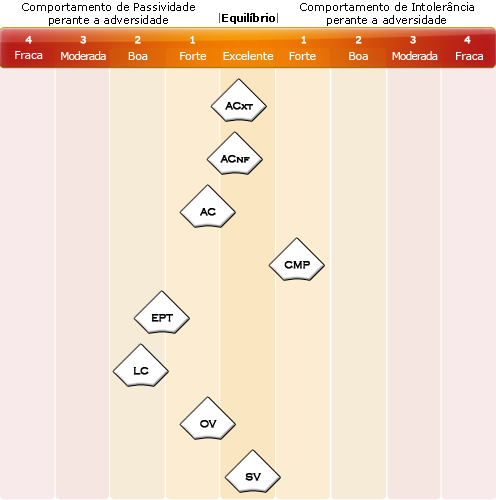 Comportamento de Passividade perante a adversidade
|Equilíbrio|
Comportamento de Intolerância perante a adversidade
4 3 2 1 1 2 3 4
Fraca Moderada Boa Forte Excelente Forte Boa Moderada Fraca
ACXT
ACNF
AC
CMP
EPT
LC
OV
SV